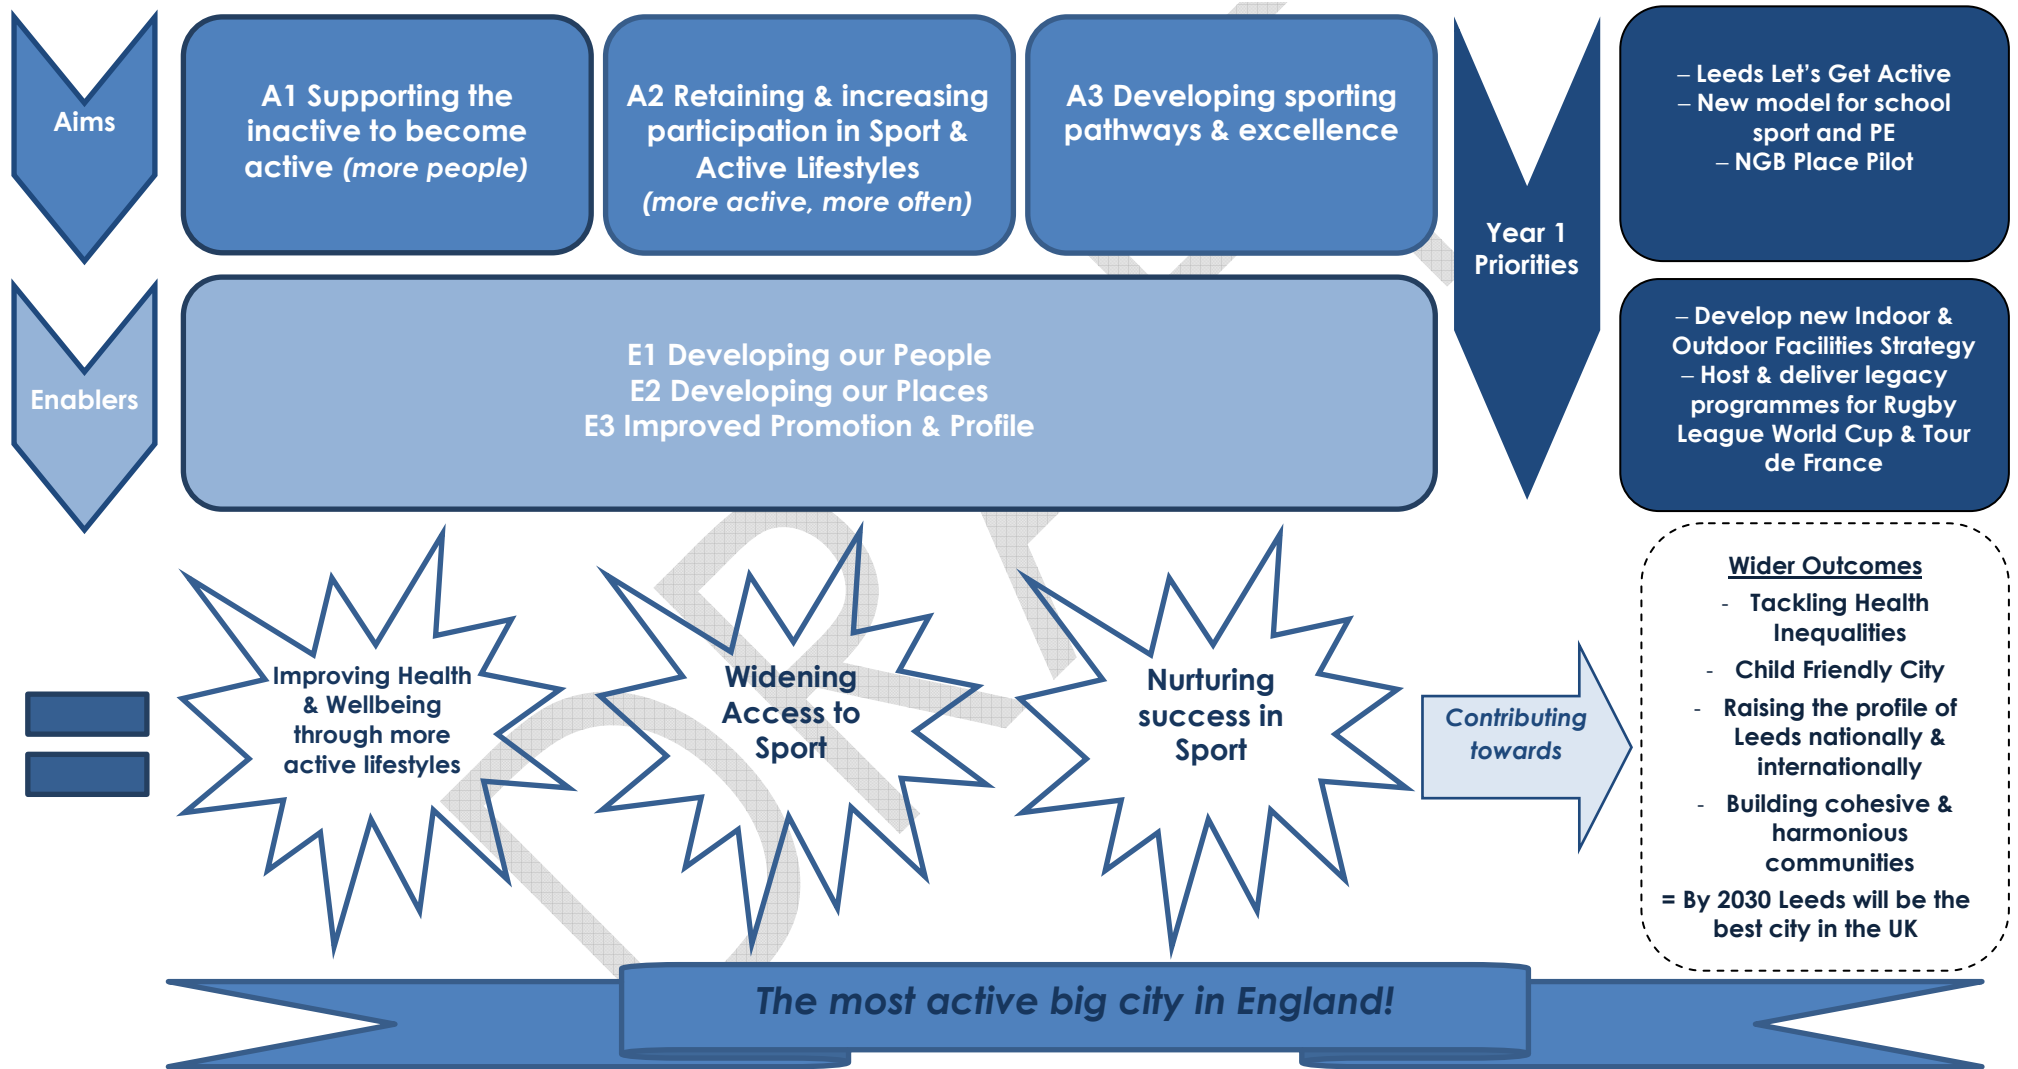 Aims
A1 Supporting the
inactive to become
active (more people)
A2 Retaining & increasing
participation in Sport &
Active Lifestyles
(more active, more often)
A3 Developing sporting
pathways & excellence
Year 1
Priorities
– Leeds Let’s Get Active
– New model for school
sport and PE
– NGB Place Pilot
Enablers
E1 Developing our People
E2 Developing our Places
E3 Improved Promotion & Profile
– Develop new Indoor &
Outdoor Facilities Strategy
– Host & deliver legacy
programmes for Rugby
League World Cup & Tour
de France
Improving Health
& Wellbeing
through more
active lifestyles
Widening
Access to
Sport
Nurturing
success in
Sport
Contributing
towards
Wider Outcomes
- Tackling Health
Inequalities
- Child Friendly City
- Raising the profile of
Leeds nationally &
internationally
- Building cohesive &
harmonious
communities
= By 2030 Leeds will be the
best city in the UK
The most active big city in England!